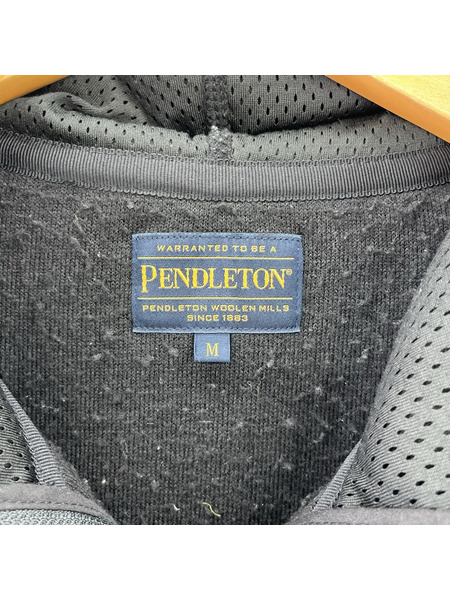 WARRANTED TO BE A
PENDLETON®
PENDLETON WOOLEN MILLS
SINCE 1863
M